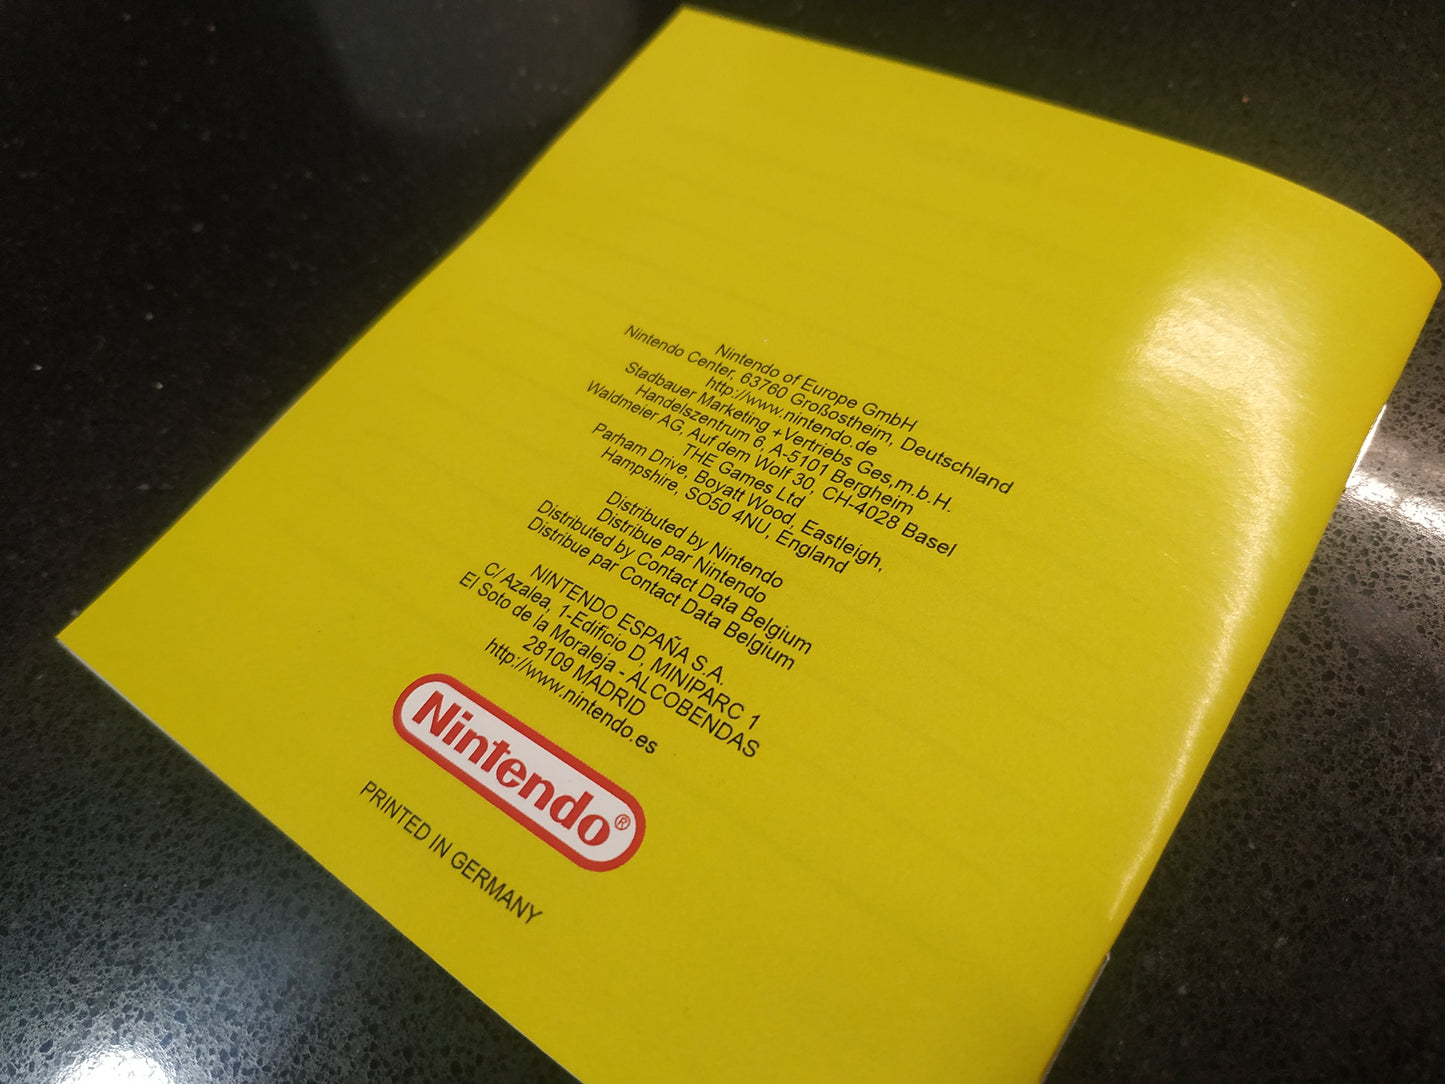 Nintendo of Europe GmbH
Nintendo Center, 63760 Großostheim, Deutschland
http://www.nintendo.de
Stadbauer Marketing +Vertriebs Ges,m.b.H.
Handelszentrum 6, A-5101 Bergheim
Waldmeier AG, Auf dem Wolf 30, CH-4028 Basel
THE Games Ltd
Parham Drive, Boyatt Wood, Eastleigh,
Hampshire, SO50 4NU, England
Distributed by Nintendo
Distribue par Nintendo
Distributed by Contact Data Belgium
Distribue par Contact Data Belgium
NINTENDO ESPAÑA S.A.
C/ Azalea, 1-Edificio D, MINIPARC 1
El Soto de la Moraleja - ALCOBENDAS
28109 MADRID
http://www.nintendo.es
Nintendo®
PRINTED IN GERMANY